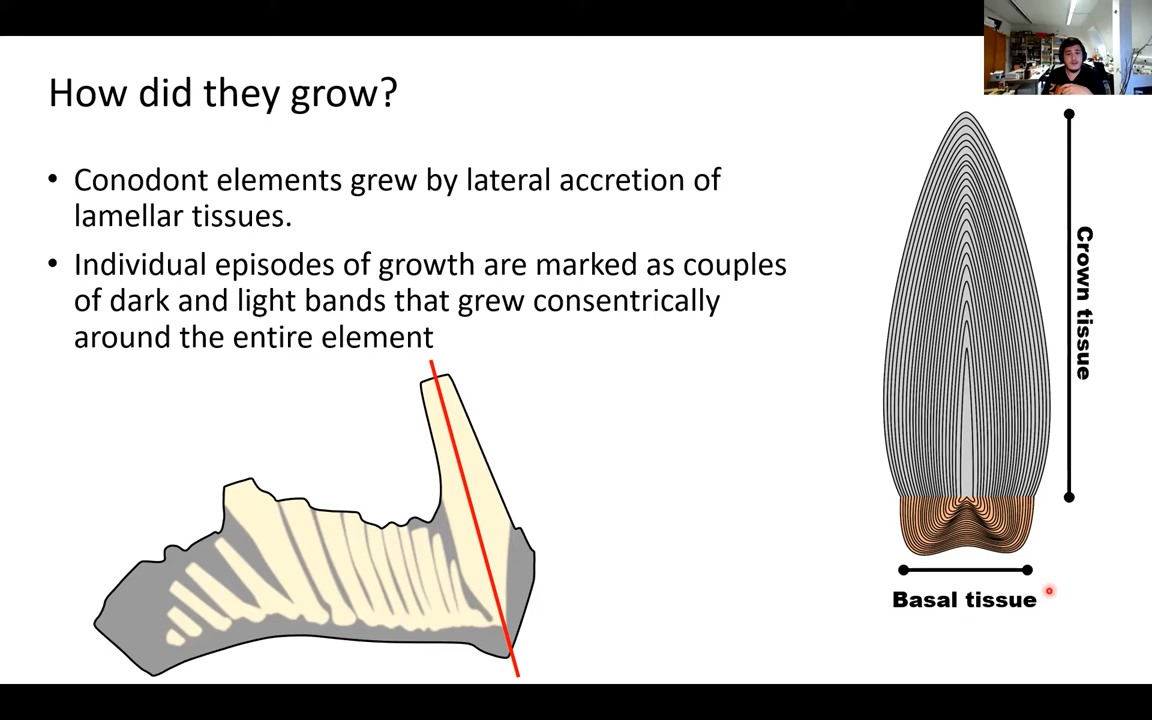 How did they grow?
• Conodont elements grew by lateral accretion of
lamellar tissues.
• Individual episodes of growth are marked as couples
of dark and light bands that grew consentrically
around the entire element
Crown tissue
Basal tissue